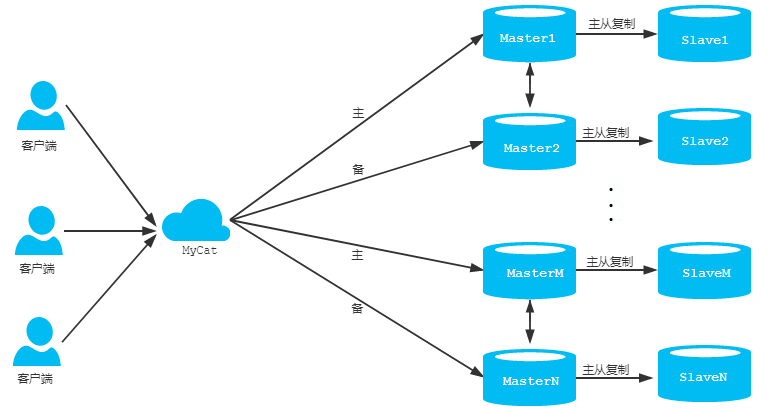 主从复制
Master1
Slave1
主
客户端
备
Master2
主从复制
Slave2
客户端
MyCat
主
MasterM
主从复制
SlaveM
备
客户端
MasterN
主从复制
SlaveN